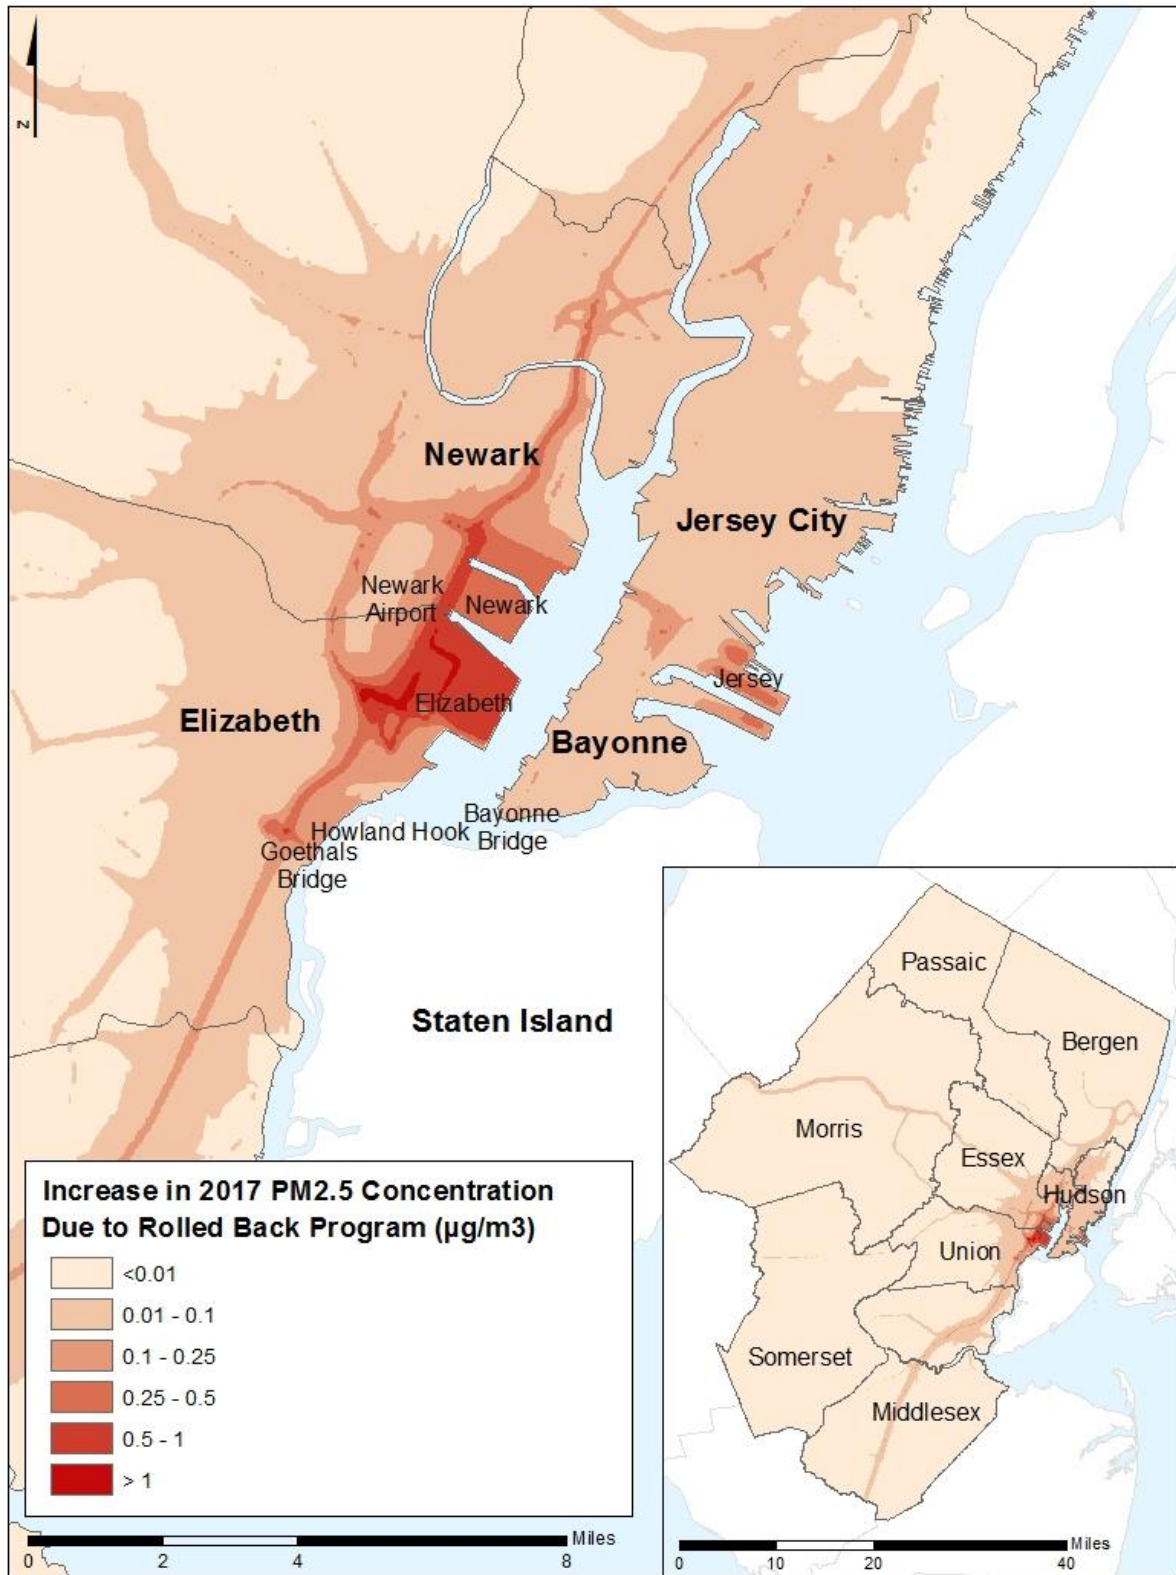 N
Newark
Jersey City
Newark
Airport
Newark
Elizabeth
Jersey
Elizabeth
Bayonne
Bayonne
Bridge
Howland Hook
Goethals
Bridge
Staten Island
Increase in 2017 PM2.5 Concentration
Due to Rolled Back Program (µg/m3)
<0.01
0.01 - 0.1
0.1 - 0.25
0.25 - 0.5
0.5 - 1
> 1
Miles
0 2 4 8
Passaic
Bergen
Morris
Essex
Hudson
Union
Somerset
Middlesex
Miles
0 10 20 40